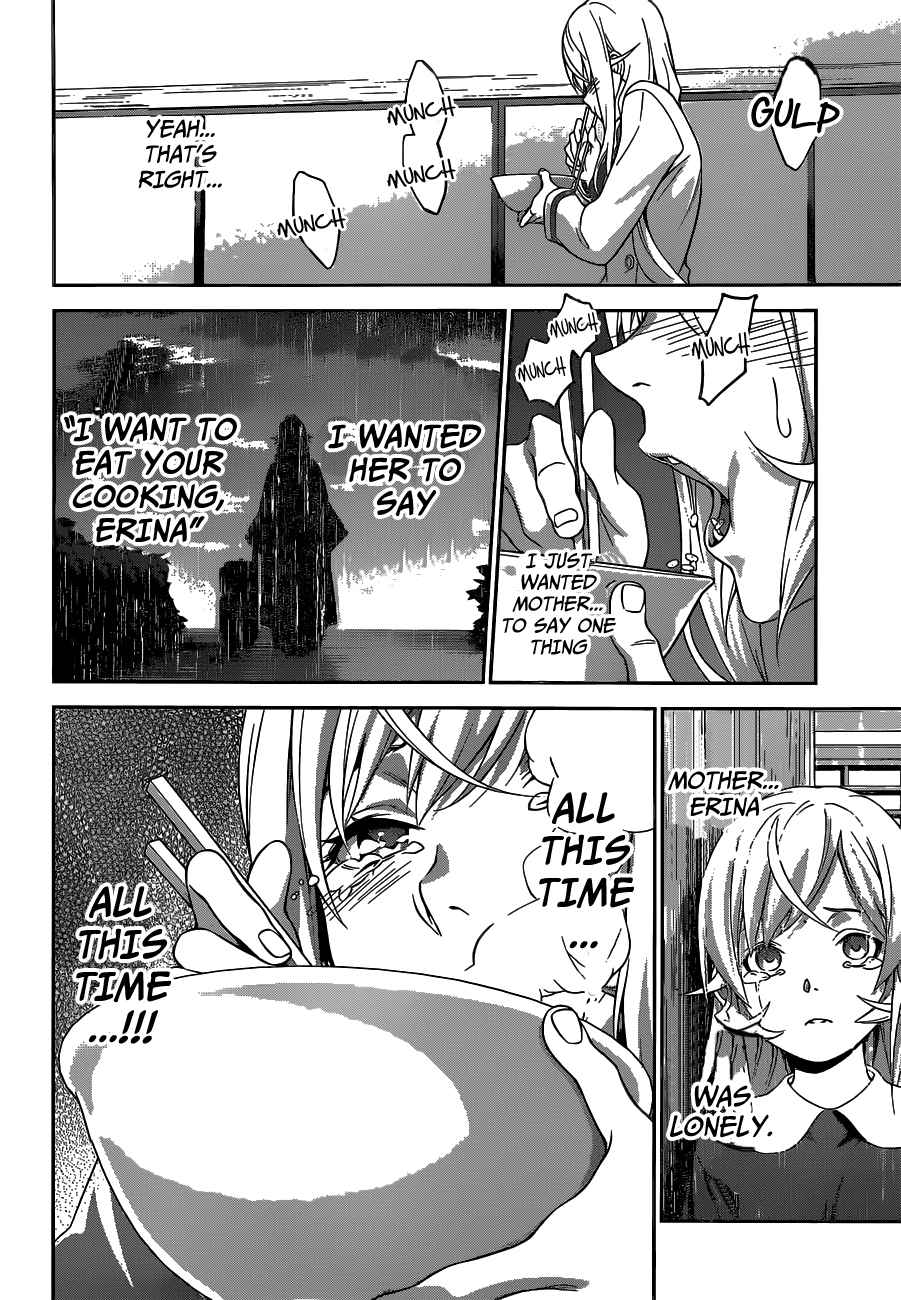 GULP
MUNCH
MUNCH
MUNCH
YEAH...
THAT'S
RIGHT...
MUNCH
MUNCH
MUNCH
I JUST
WANTED
MOTHER...
TO SAY ONE
THING
I WANTED
HER TO
SAY
"I WANT TO
EAT YOUR
COOKING,
ERINA"
MOTHER...
ERINA
WAS
LONELY.
ALL
THIS
TIME
...
ALL
THIS
TIME
...!!!